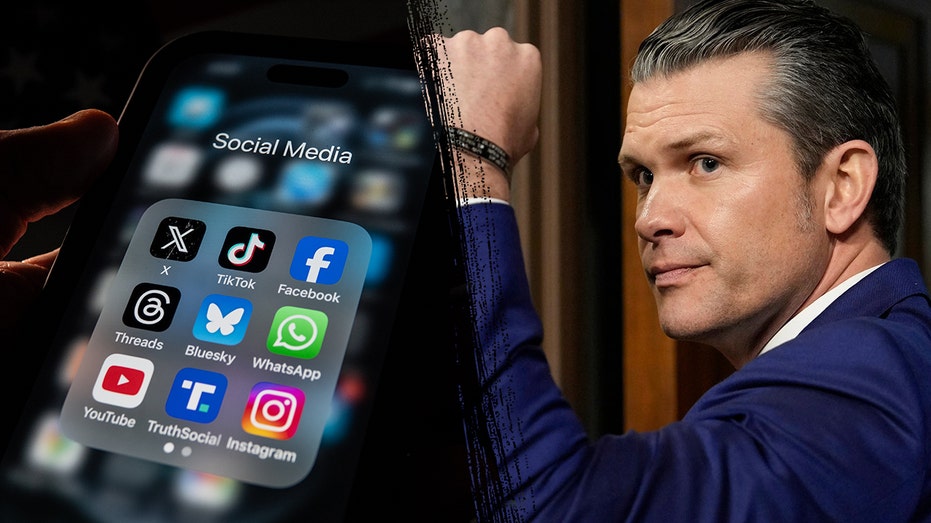 Social Media
X
TikTok
Facebook
Threads
Bluesky
WhatsApp
YouTube
TruthSocial
Instagram